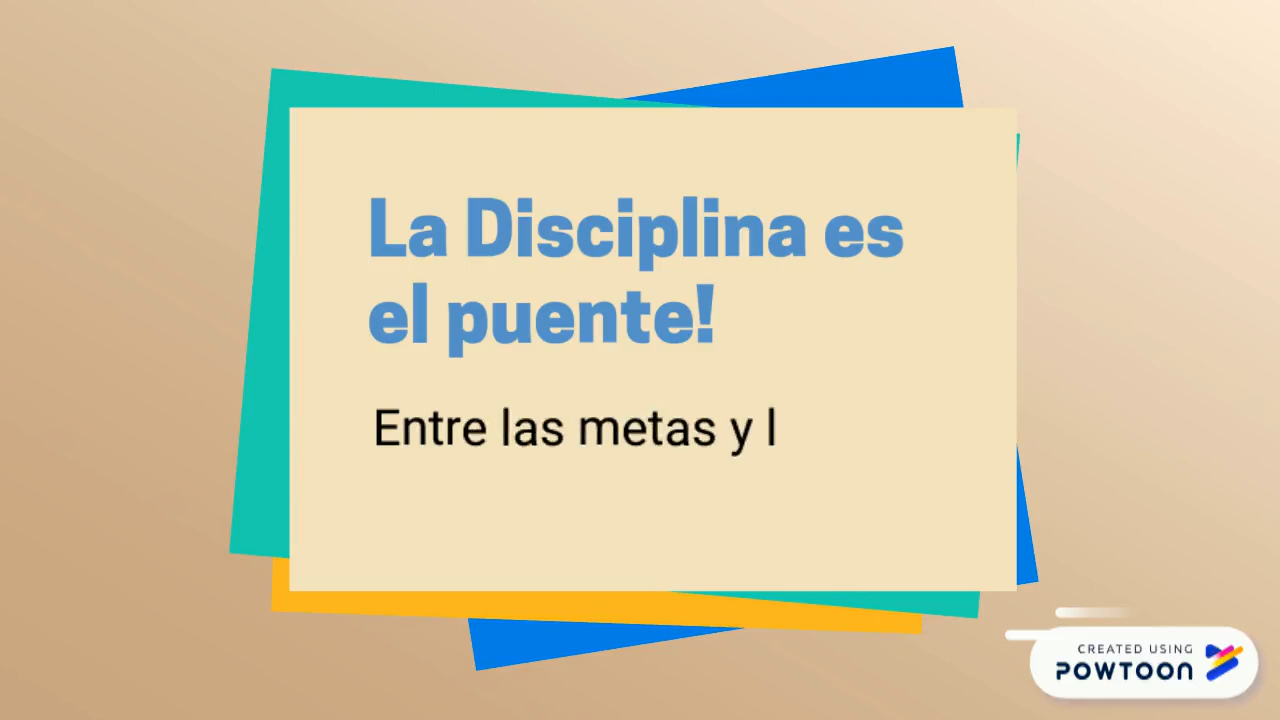 La Disciplina es
el puente!
Entre las metas y l
CREATED USING
POWTOON